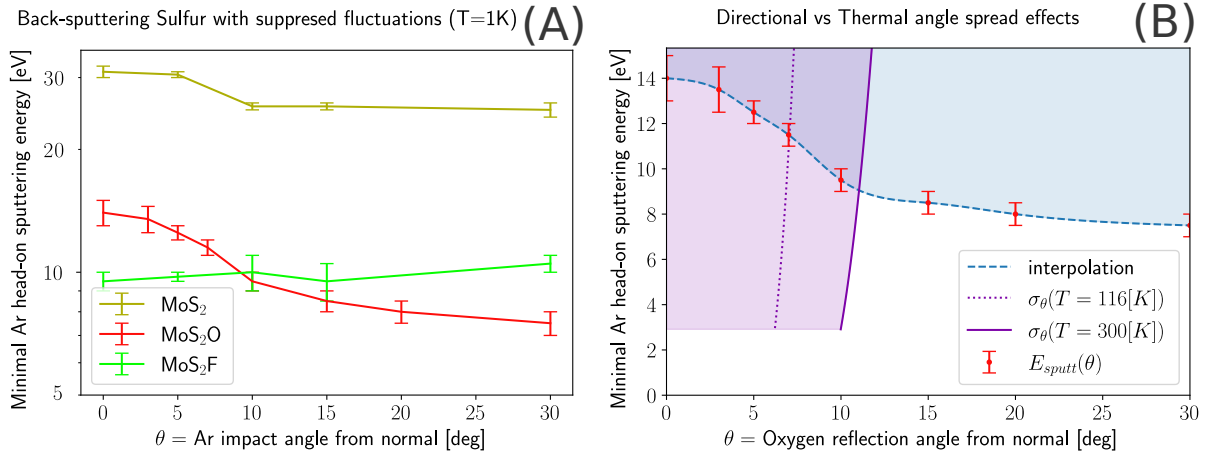 Back-sputtering Sulfur with suppresed fluctuations (T=1K)
(A)
Minimal Ar head-on sputtering energy [eV]
30
20
10
5
MoS₂
MoS₂O
MoS₂F
0 5 10 15 20 25 30
θ = Ar impact angle from normal [deg]
Directional vs Thermal angle spread effects
(B)
Minimal Ar head-on sputtering energy [eV]
14
12
10
8
6
4
2
0
interpolation
σ_θ(T = 116[K])
σ_θ(T = 300[K])
E_sputt(θ)
0 5 10 15 20 25 30
θ = Oxygen reflection angle from normal [deg]